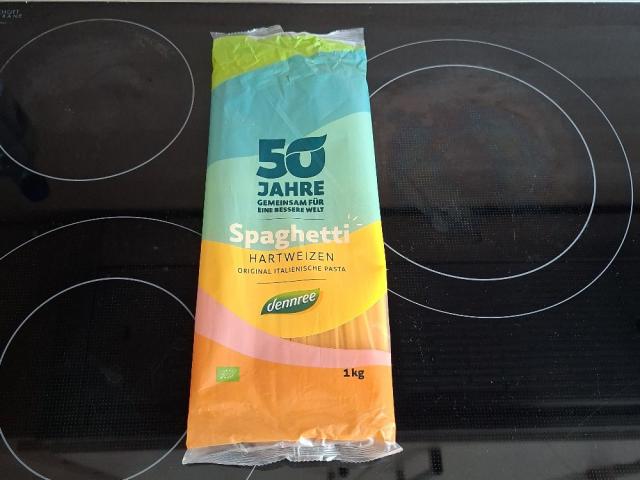 50
JAHRE
GEMEINSAM FÜR
EINE BESSERE WELT
Spaghetti
HARTWEIZEN
ORIGINAL ITALIENISCHE PASTA
dennree
1kg